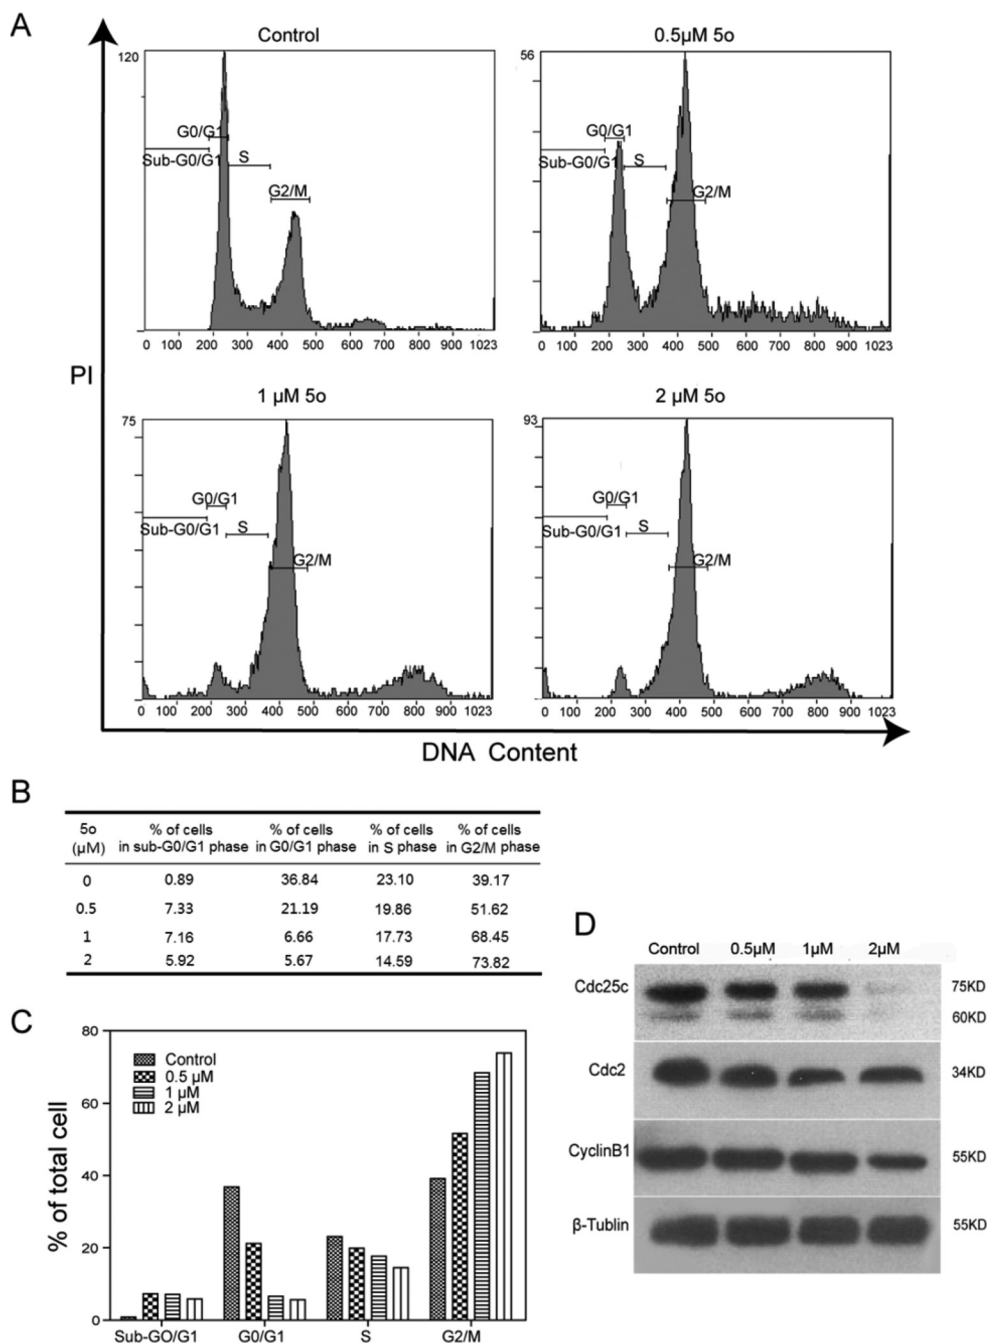 A
Control
120
G0/G1
Sub-G0/G1
S
G2/M
0 100 200 300 400 500 600 700 800 900 1023
0.5µM 5o
56
G0/G1
Sub-G0/G1
S
G2/M
0 100 200 300 400 500 600 700 800 900 1023
PI
1 µM 5o
75
G0/G1
Sub-G0/G1
S
G2/M
0 100 200 300 400 500 600 700 800 900 1023
2 µM 5o
93
G0/G1
Sub-G0/G1
S
G2/M
0 100 200 300 400 500 600 700 800 900 1023
DNA Content
B
5o (µM) % of cells in sub-G0/G1 phase % of cells in G0/G1 phase % of cells in S phase % of cells in G2/M phase
0 0.89 36.84 23.10 39.17
0.5 7.33 21.19 19.86 51.62
1 7.16 6.66 17.73 68.45
2 5.92 5.67 14.59 73.82
C
% of total cell
80
60
40
20
0
Control
0.5 µM
1 µM
2 µM
Sub-GO/G1 G0/G1 S G2/M
D
Control 0.5µM 1µM 2µM
Cdc25c 75KD
60KD
Cdc2 34KD
CyclinB1 55KD
β-Tublin 55KD